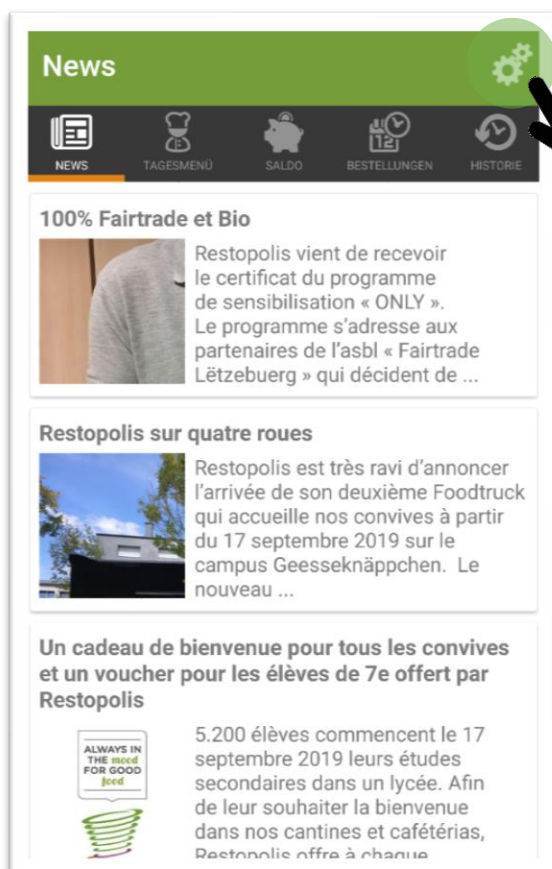 News
NEWS
TAGESMENÜ
SALDO
12
BESTELLUNGEN
HISTORIE
100% Fairtrade et Bio
Restopolis vient de recevoir
le certificat du programme
de sensibilisation « ONLY ».
Le programme s’adresse aux
partenaires de l’asbl « Fairtrade
Lëtzebuerg » qui décident de ...
Restopolis sur quatre roues
Restopolis est très ravi d’annoncer
l’arrivée de son deuxième Foodtruck
qui accueille nos convives à partir
du 17 septembre 2019 sur le
campus Geesseknäppchen. Le
nouveau ...
Un cadeau de bienvenue pour tous les convives
et un voucher pour les élèves de 7e offert par
Restopolis
ALWAYS IN
THE mood
FOR GOOD
food
5.200 élèves commencent le 17
septembre 2019 leurs études
secondaires dans un lycée. Afin
de leur souhaiter la bienvenue
dans nos cantines et cafétérias,
Restopolis offre à chaque